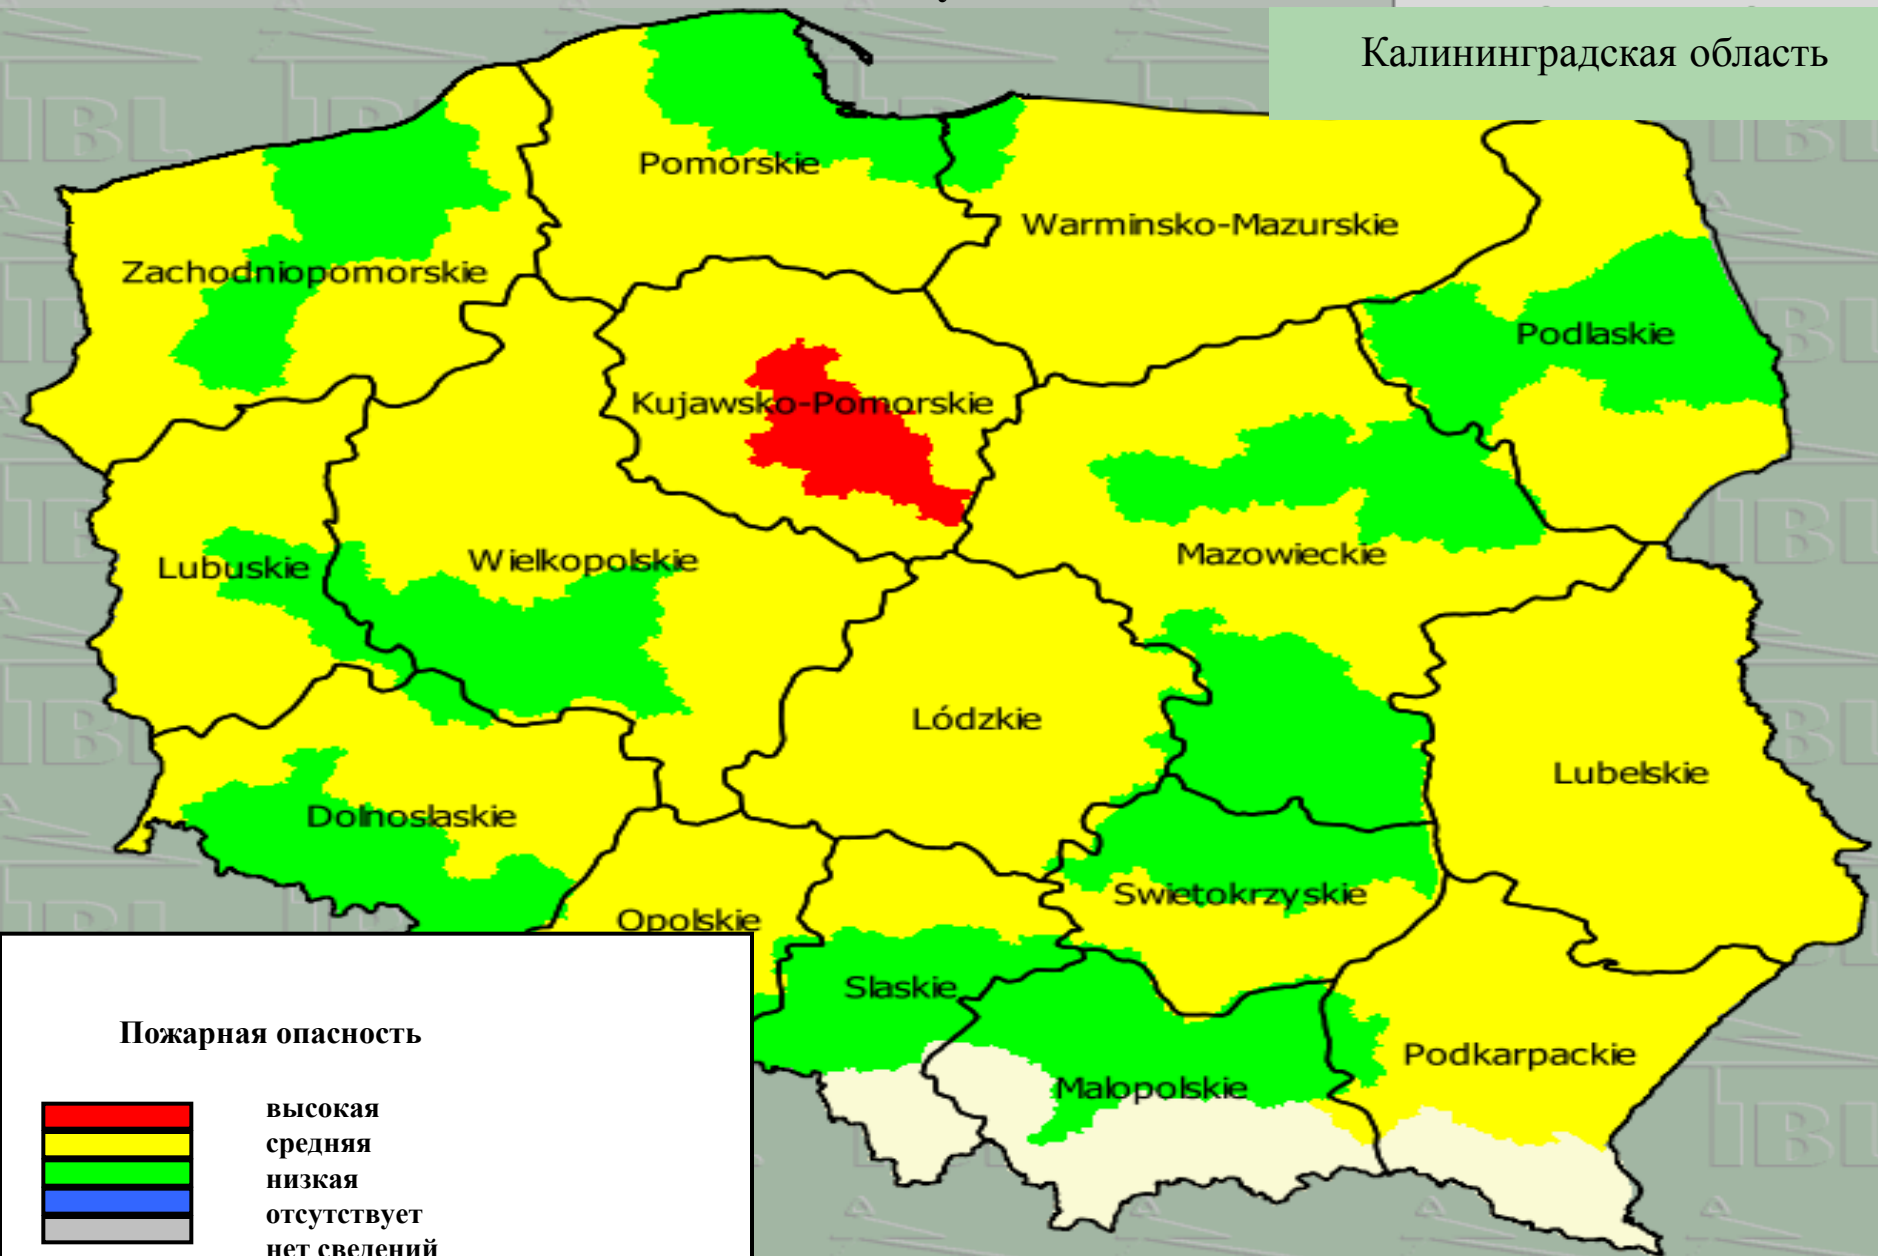 Калининградская область
Pomorskie
Warminsko-Mazurskie
Zachodniopomorskie
Podlaskie
Kujawsko-Pomorskie
Lubuskie
Wielkopolskie
Mazowieckie
Lódzkie
Lubelskie
Dolnoslaskie
Swietokrzyskie
Opolskie
Slaskie
Podkarpackie
Malopolskie
Пожарная опасность
высокая
средняя
низкая
отсутствует
нет сведений
IBL